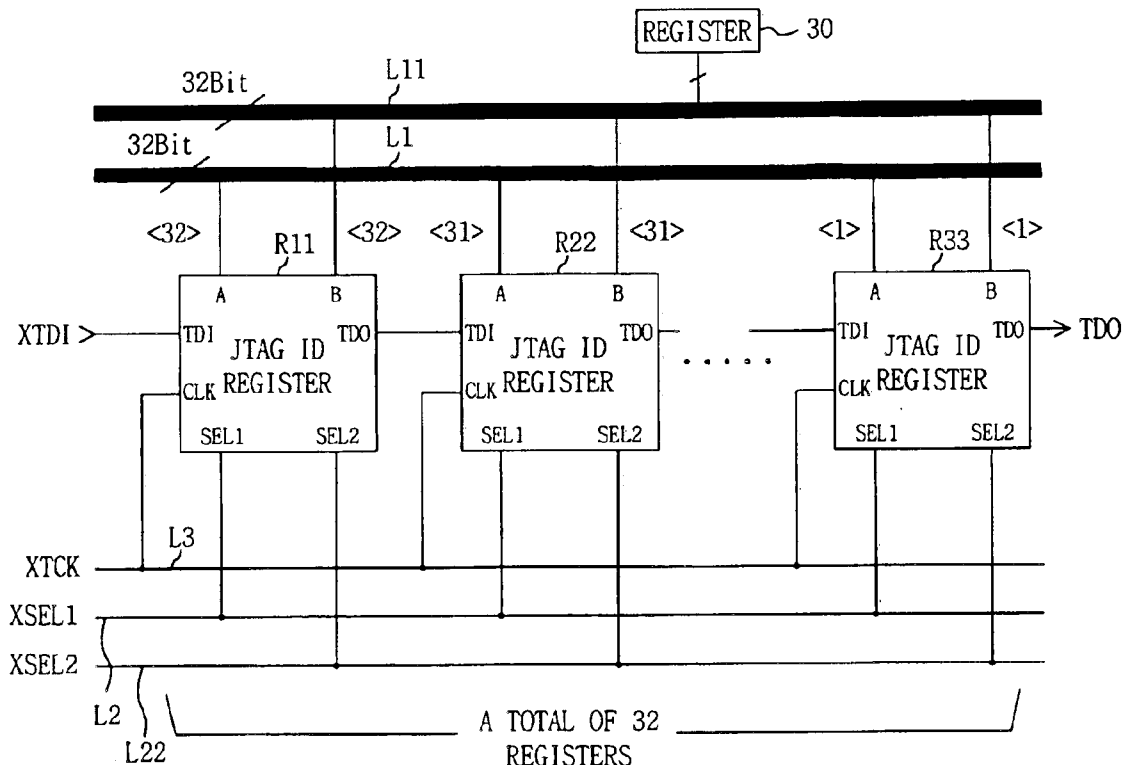 REGISTER 30
32Bit L11
32Bit L1
<32> <32> <31> <31> <1> <1>
R11 R22 R33
A B A B A B
XTDI TDI TDO TDI TDO TDI TDO TDO
JTAG ID JTAG ID JTAG ID
REGISTER REGISTER REGISTER
CLK CLK CLK
SEL1 SEL2 SEL1 SEL2 SEL1 SEL2
L3
XTCK
XSEL1
XSEL2
L2
L22
A TOTAL OF 32
REGISTERS